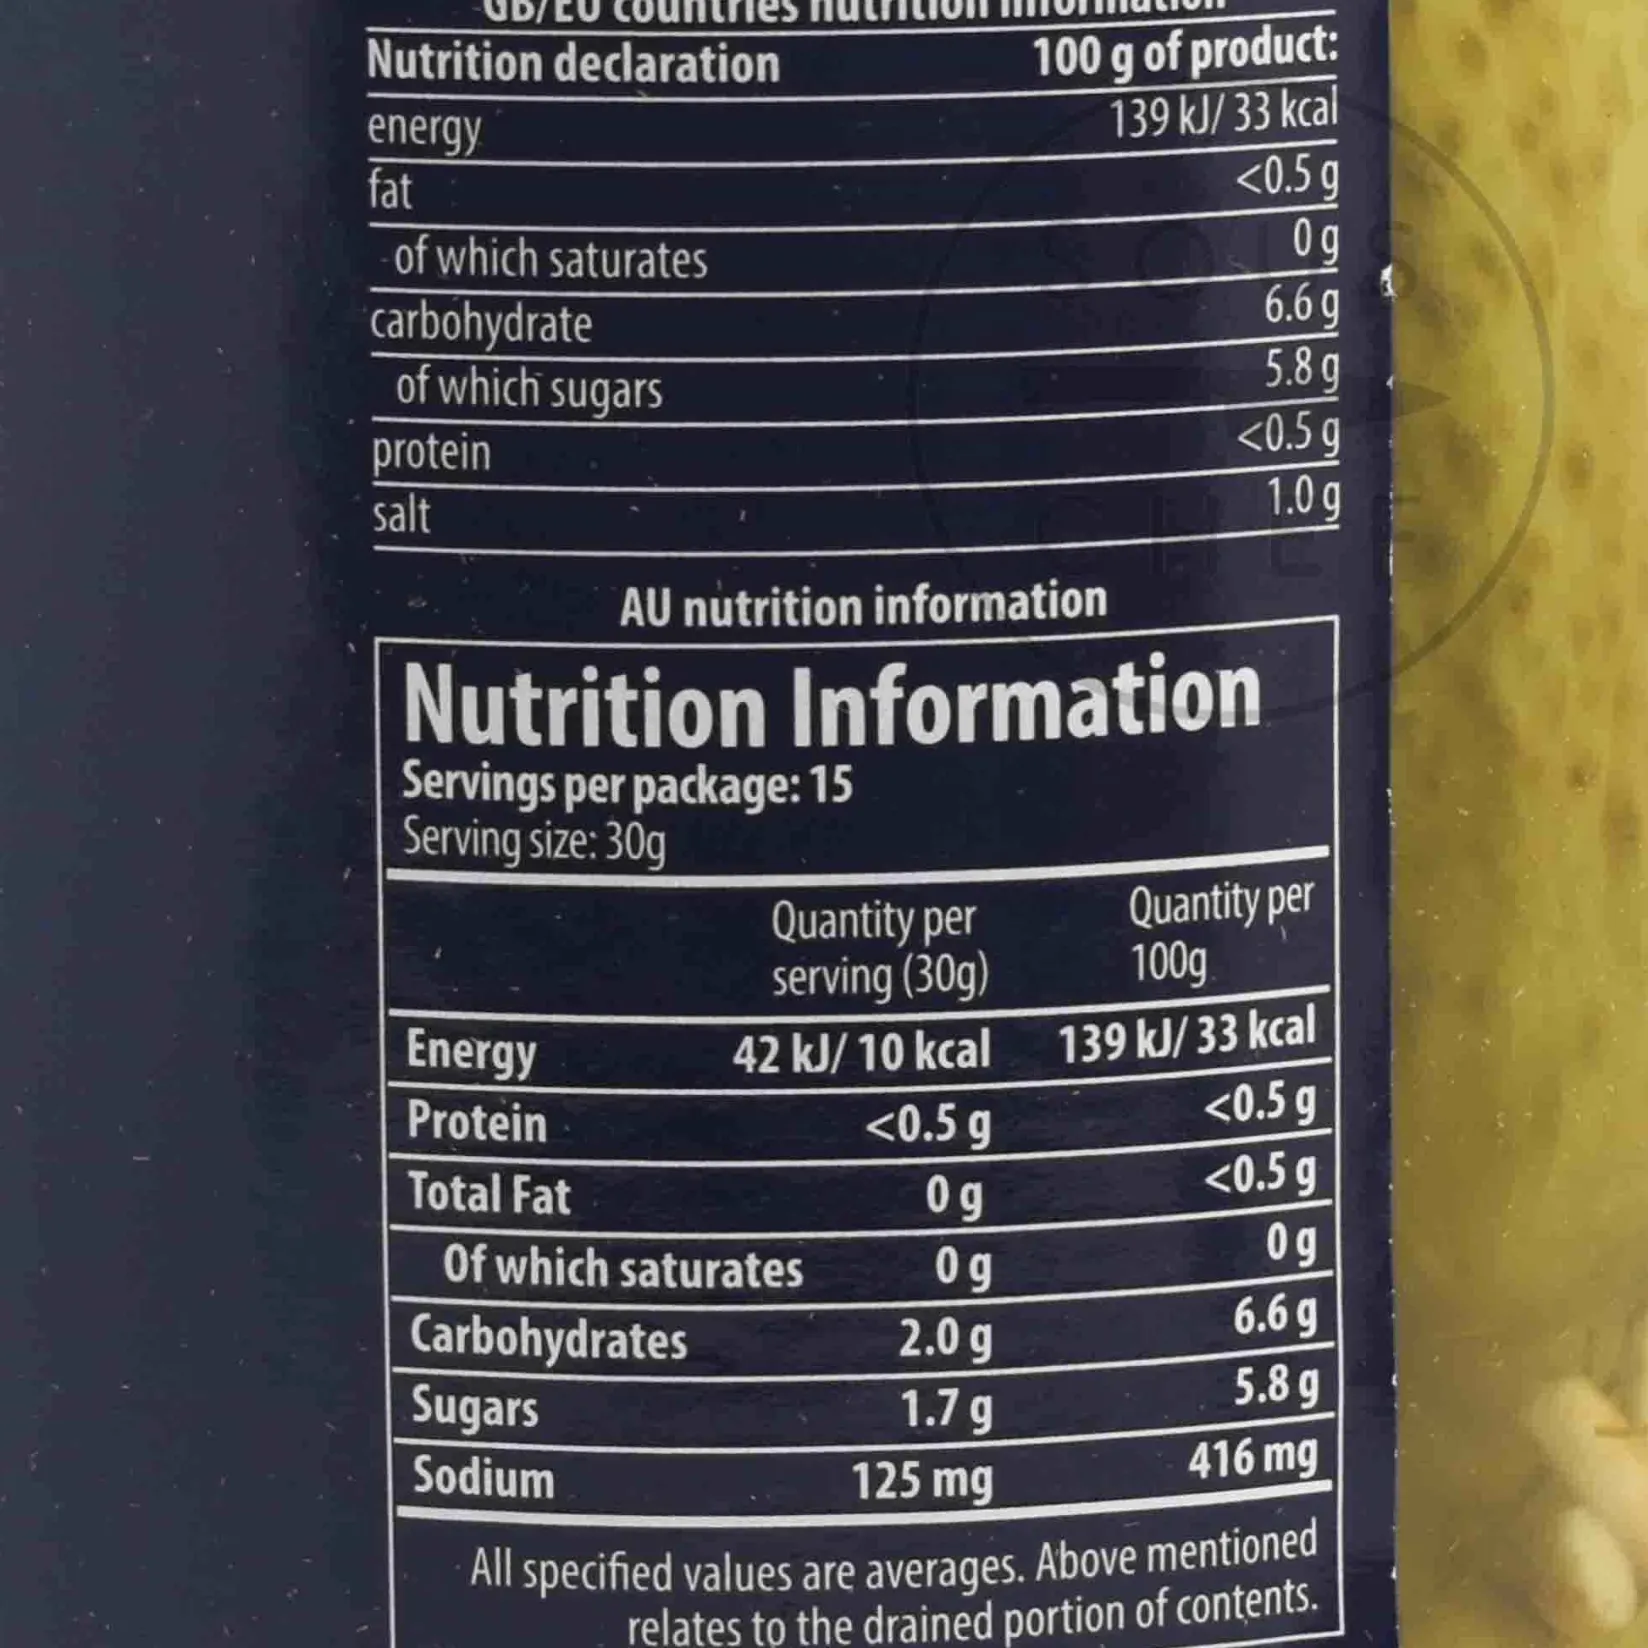 GB/EU countries nutrition information
Nutrition declaration 100 g of product:
energy 139 kJ/ 33 kcal
fat <0.5 g
- of which saturates 0 g
carbohydrate 6.6 g
of which sugars 5.8 g
protein <0.5 g
salt 1.0 g
AU nutrition information
Nutrition Information
Servings per package: 15
Serving size: 30g
Quantity per Quantity per
serving (30g) 100g
Energy 42 kJ/ 10 kcal 139 kJ/ 33 kcal
Protein <0.5 g <0.5 g
Total Fat 0 g <0.5 g
Of which saturates 0 g 0 g
Carbohydrates 2.0 g 6.6 g
Sugars 1.7 g 5.8 g
Sodium 125 mg 416 mg
All specified values are averages. Above mentioned
relates to the drained portion of contents.